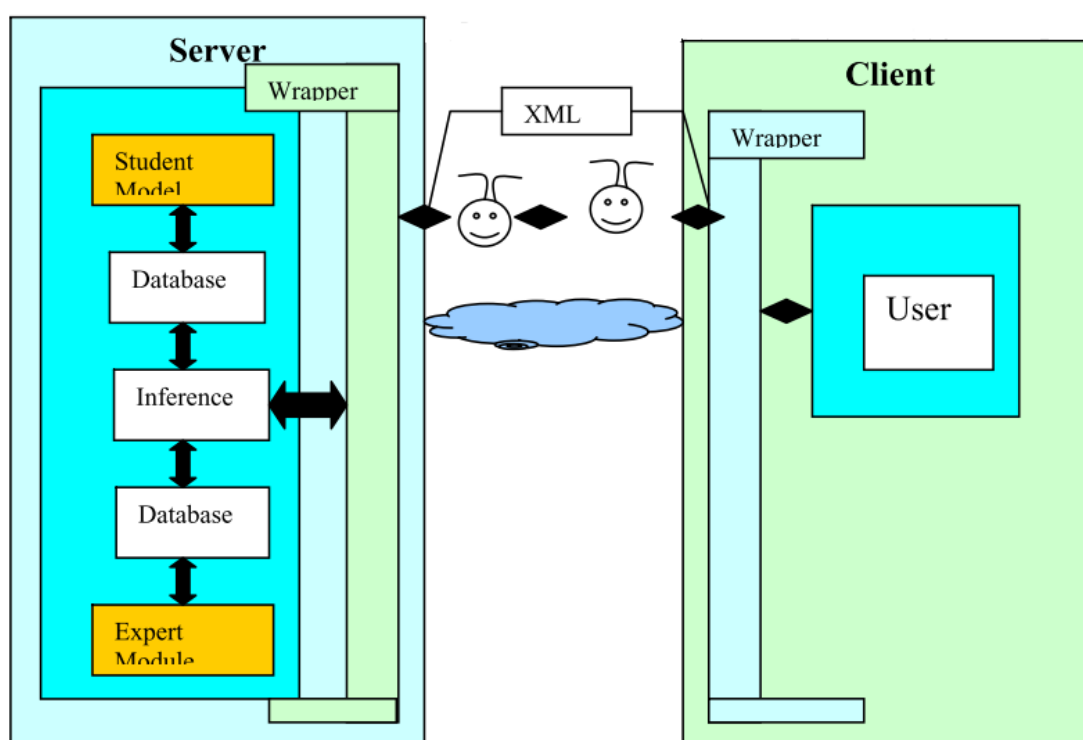 Server
Wrapper
Student
Model
Database
Inference
Database
Expert
Module
XML
Client
Wrapper
User